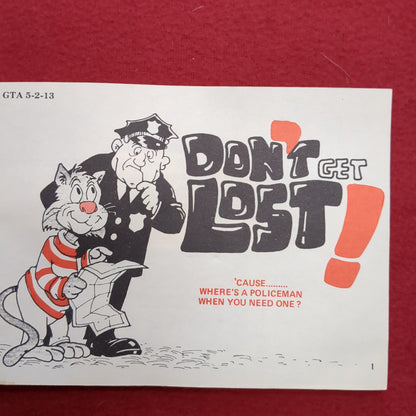 GTA 5-2-13
DON'T GET
LOST!
'CAUSE.........
WHERE'S A POLICEMAN
WHEN YOU NEED ONE?
1